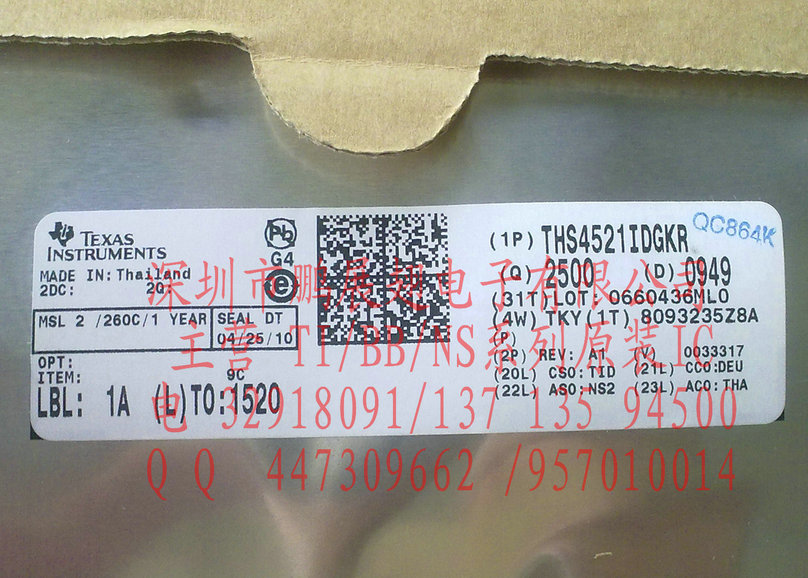 TEXAS
INSTRUMENTS
Pb
G4
MADE IN: Thailand
2DC: 2Q
e
MSL 2 /260C/1 YEAR
SEAL DT
04/25/10
OPT:
ITEM: 9C
LBL: 1A (L)TO:1520
(1P) THS4521IDGKR
QC864K
(Q) 2500 (D) 0949
(31T)LOT: 0660436ML0
(4W) TKY(1T) 8093235Z8A
(P)
(2P) REV: A1 (V) 0033317
(20L) CSO:TID (21L) CCO:DEU
(22L) ASO:NS2 (23L) ACO:THA
深圳市鹏展翅电子有限公司
主营 TI/BB/NS系列原装IC
电 32918091/137 135 94500
QQ 447309662 /957010014